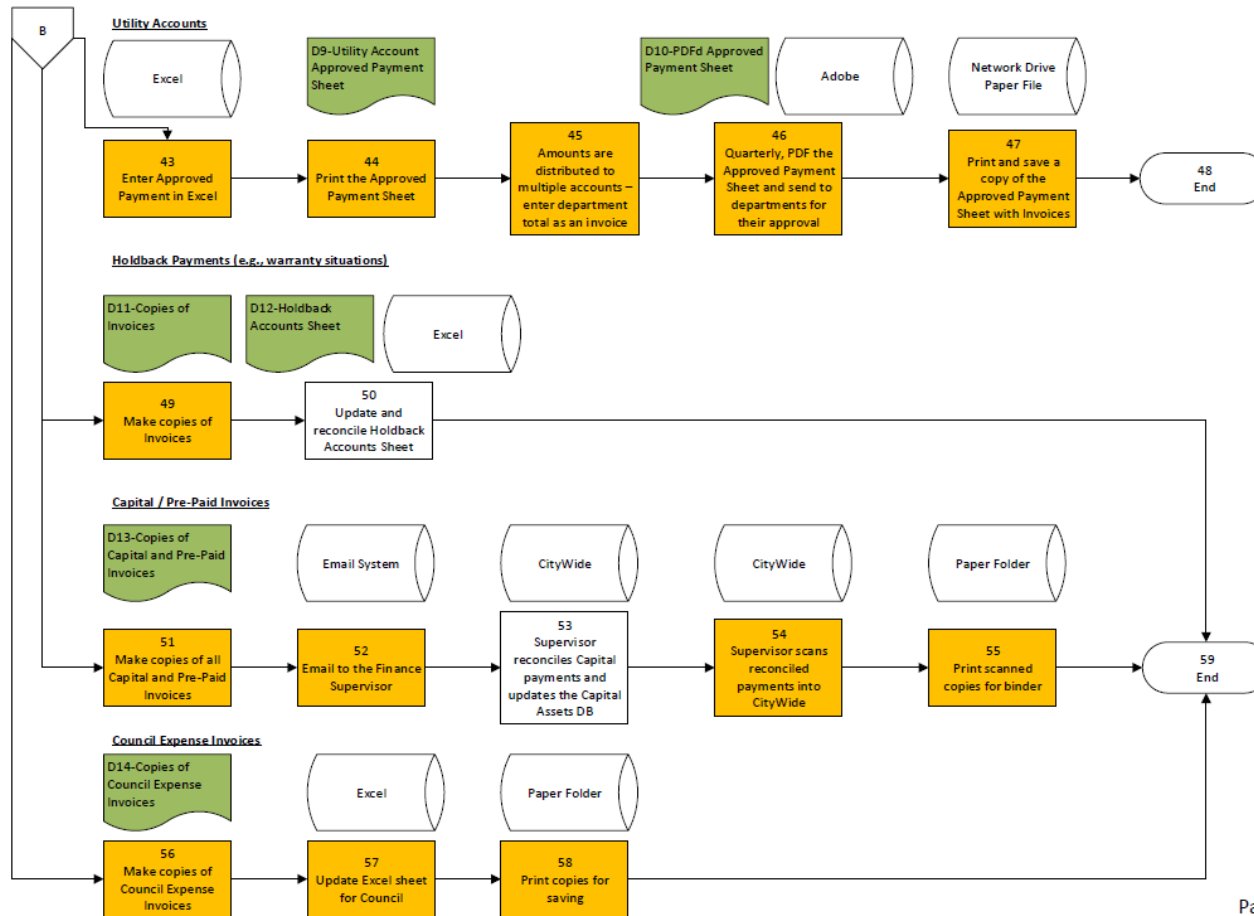 B
Utility Accounts
Excel
D9-Utility Account
Approved Payment
Sheet
D10-PDFd Approved
Payment Sheet
Adobe
Network Drive
Paper File
43
Enter Approved
Payment in Excel
44
Print the Approved
Payment Sheet
45
Amounts are
distributed to
multiple accounts –
enter department
total as an invoice
46
Quarterly, PDF the
Approved Payment
Sheet and send to
departments for
their approval
47
Print and save a
copy of the
Approved Payment
Sheet with Invoices
48
End
Holdback Payments (e.g., warranty situations)
D11-Copies of
Invoices
D12-Holdback
Accounts Sheet
Excel
49
Make copies of
Invoices
50
Update and
reconcile Holdback
Accounts Sheet
Capital / Pre-Paid Invoices
D13-Copies of
Capital and Pre-Paid
Invoices
Email System
CityWide
CityWide
Paper Folder
51
Make copies of all
Capital and Pre-Paid
Invoices
52
Email to the Finance
Supervisor
53
Supervisor
reconciles Capital
payments and
updates the Capital
Assets DB
54
Supervisor scans
reconciled
payments into
CityWide
55
Print scanned
copies for binder
59
End
Council Expense Invoices
D14-Copies of
Council Expense
Invoices
Excel
Paper Folder
56
Make copies of
Council Expense
Invoices
57
Update Excel sheet
for Council
58
Print copies for
saving
Pa